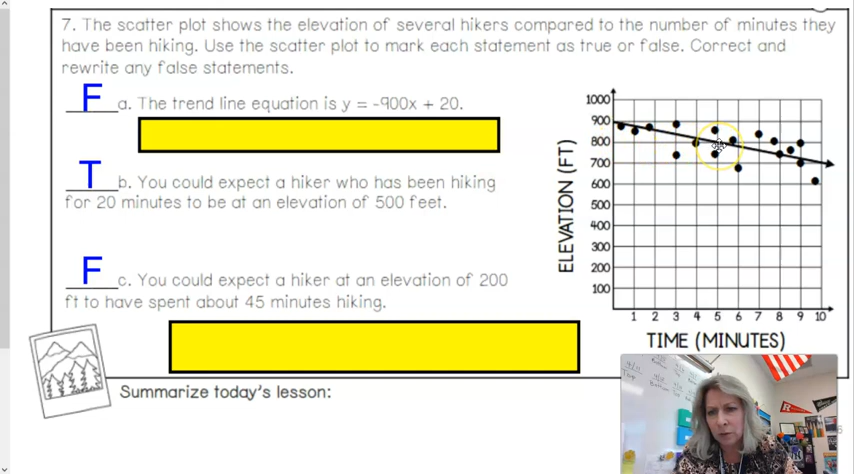 7. The scatter plot shows the elevation of several hikers compared to the number of minutes they
have been hiking. Use the scatter plot to mark each statement as true or false. Correct and
rewrite any false statements.
F a. The trend line equation is y = -900x + 20.
T b. You could expect a hiker who has been hiking
for 20 minutes to be at an elevation of 500 feet.
F c. You could expect a hiker at an elevation of 200
ft to have spent about 45 minutes hiking.
ELEVATION (FT)
1000
900
800
700
600
500
400
300
200
100
1 2 3 4 5 6 7 8 9 10
TIME (MINUTES)
Summarize today's lesson: